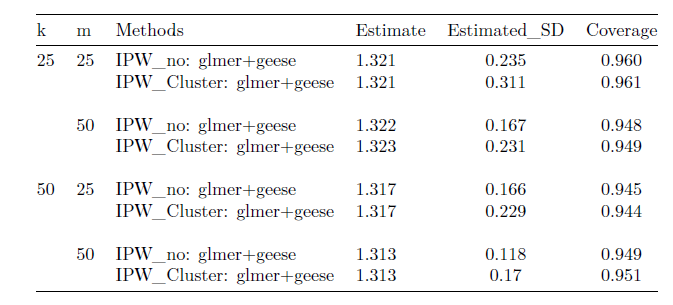 k m Methods Estimate Estimated_SD Coverage
25 25 IPW_no: glmer+geese 1.321 0.235 0.960
IPW_Cluster: glmer+geese 1.321 0.311 0.961
50 IPW_no: glmer+geese 1.322 0.167 0.948
IPW_Cluster: glmer+geese 1.323 0.231 0.949
50 25 IPW_no: glmer+geese 1.317 0.166 0.945
IPW_Cluster: glmer+geese 1.317 0.229 0.944
50 IPW_no: glmer+geese 1.313 0.118 0.949
IPW_Cluster: glmer+geese 1.313 0.17 0.951